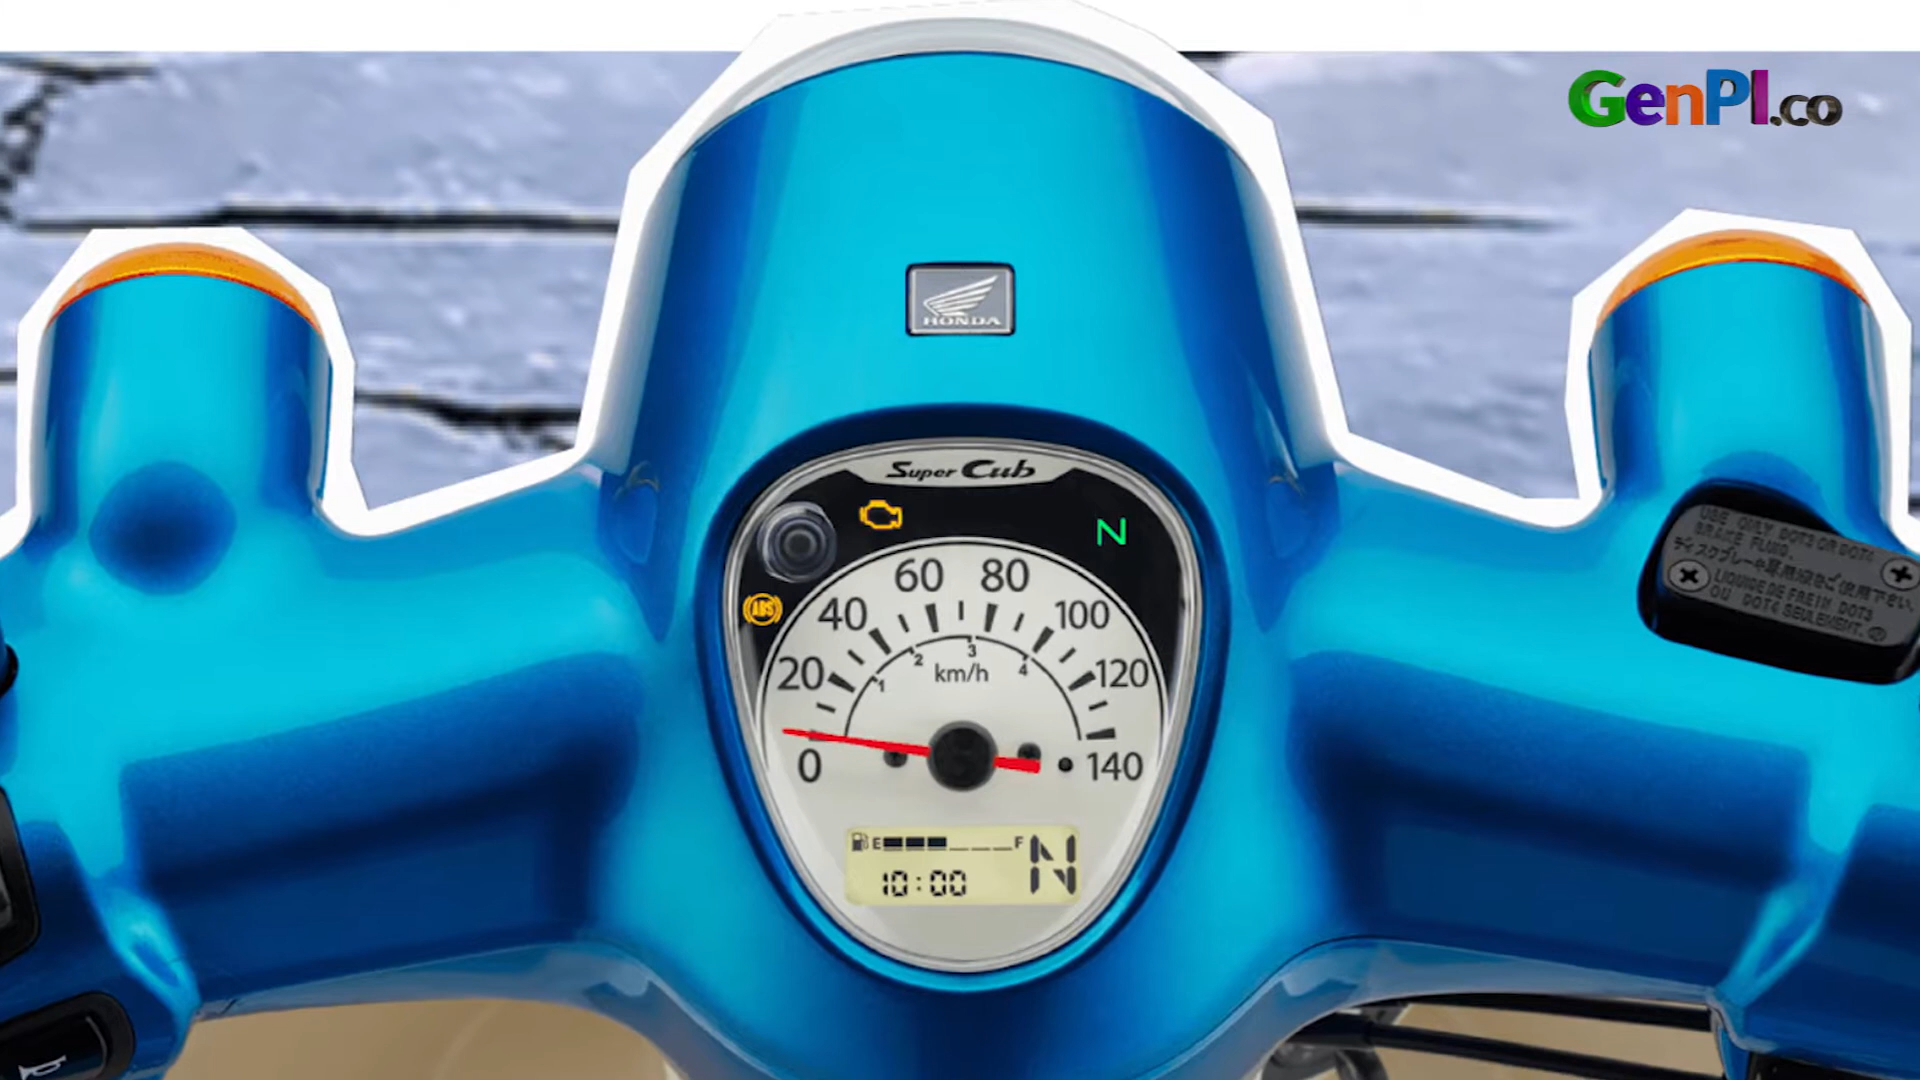 GenPI.co
HONDA
Super Cub
N
ABS
60 80
40 100
20 120
1 2 3 4
km/h
0 140
E F
10:00 N
USE ONLY DOT3 OR DOT4
BRAKE FLUID.
LIQUIDE DE FREIN DOT3
OU DOT4 SEULEMENT.